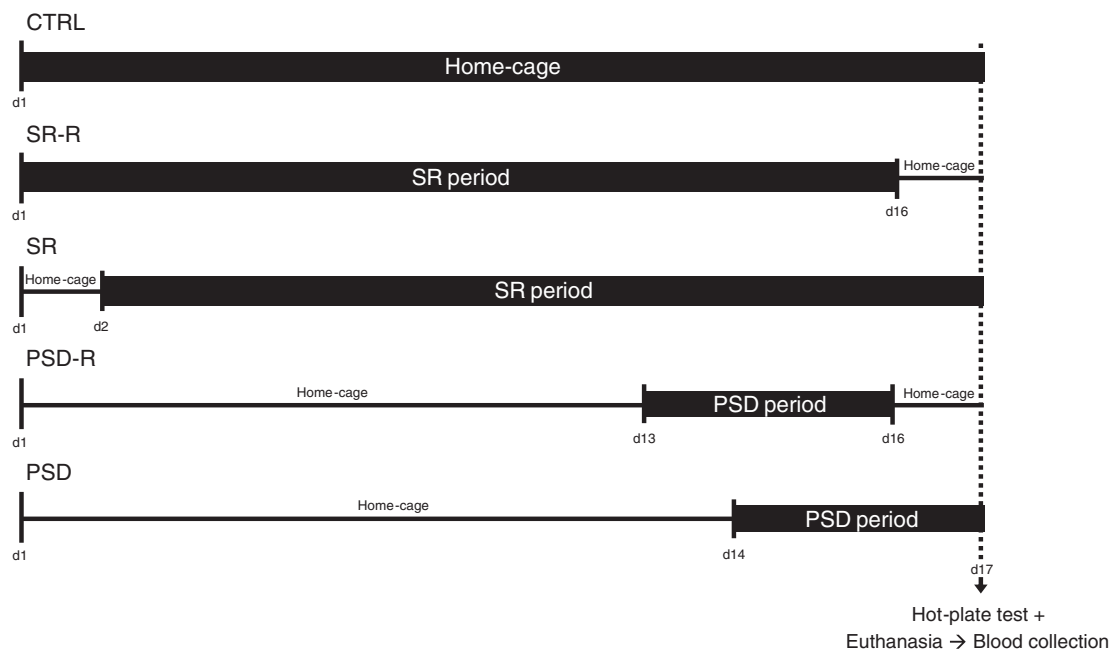 CTRL
Home-cage
d1
SR-R
SR period
Home-cage
d1
d16
SR
Home-cage
SR period
d1
d2
PSD-R
Home-cage
PSD period
Home-cage
d1
d13
d16
PSD
Home-cage
PSD period
d1
d14
d17
Hot-plate test +
Euthanasia → Blood collection